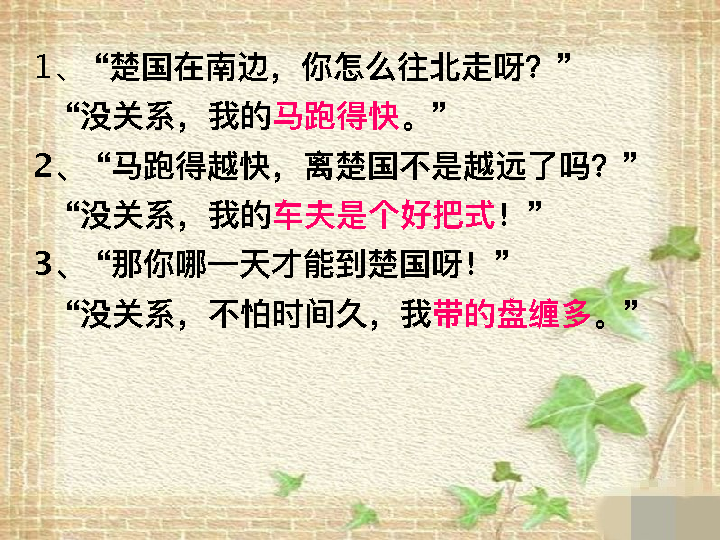 1、“楚国在南边，你怎么往北走呀？”
“没关系，我的马跑得快。”
2、“马跑得越快，离楚国不是越远了吗？”
“没关系，我的车夫是个好把式！”
3、“那你哪一天才能到楚国呀！”
“没关系，不怕时间久，我带的盘缠多。”